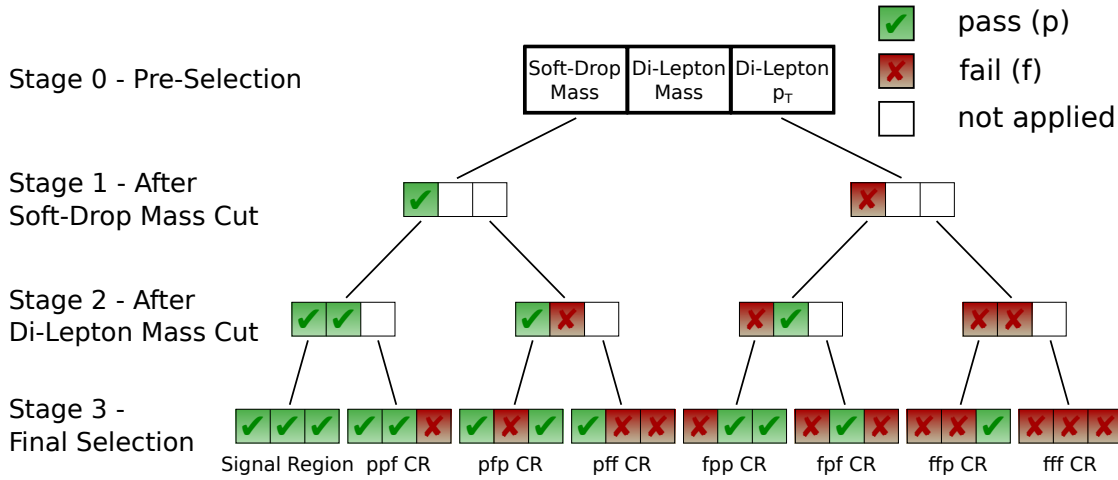 pass (p)
fail (f)
not applied
Stage 0 - Pre-Selection
Soft-Drop
Mass
Di-Lepton
Mass
Di-Lepton
pT
Stage 1 - After
Soft-Drop Mass Cut
Stage 2 - After
Di-Lepton Mass Cut
Stage 3 -
Final Selection
Signal Region
ppf CR
pfp CR
pff CR
fpp CR
fpf CR
ffp CR
fff CR